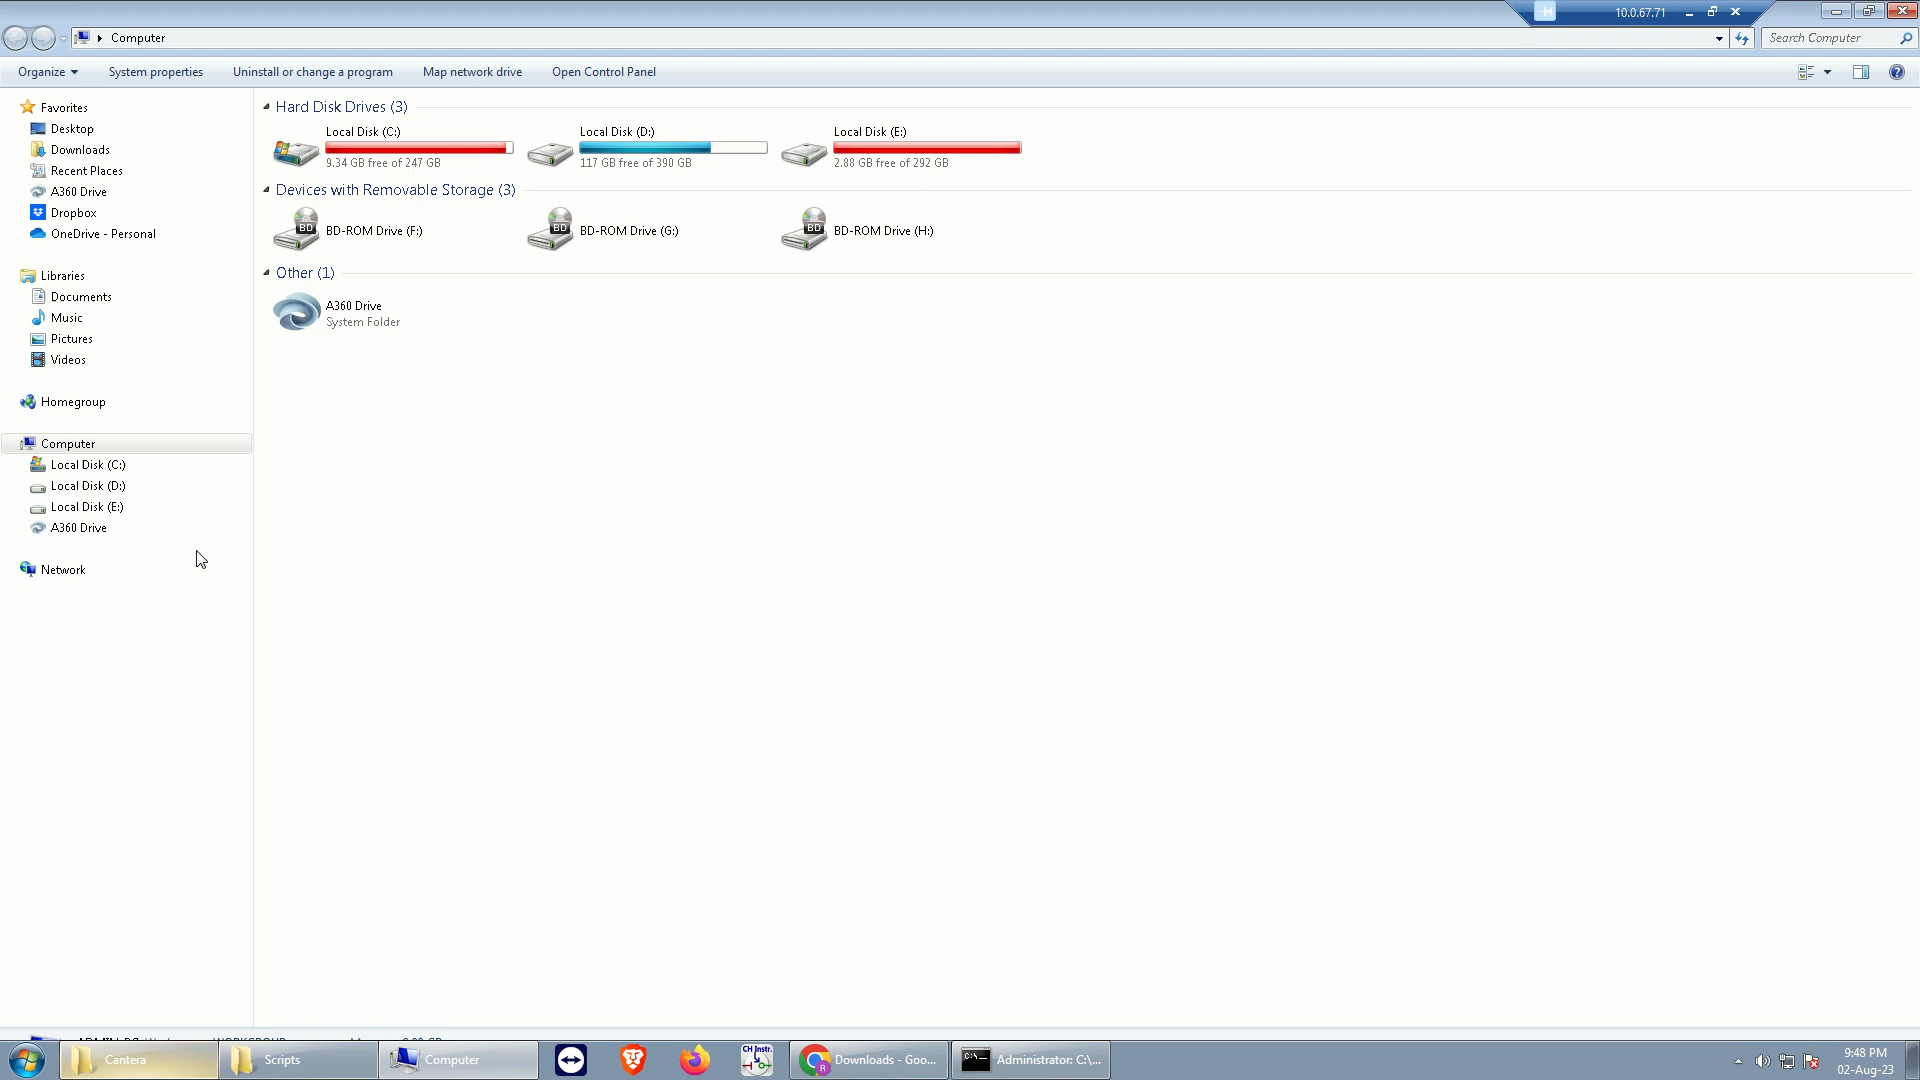 10.0.67.71
Computer
Search Computer
Organize
System properties
Uninstall or change a program
Map network drive
Open Control Panel
Favorites
Desktop
Downloads
Recent Places
A360 Drive
Dropbox
OneDrive - Personal
Libraries
Documents
Music
Pictures
Videos
Homegroup
Computer
Local Disk (C:)
Local Disk (D:)
Local Disk (E:)
A360 Drive
Network
Hard Disk Drives (3)
Local Disk (C:)
9.34 GB free of 247 GB
Local Disk (D:)
117 GB free of 390 GB
Local Disk (E:)
2.88 GB free of 292 GB
Devices with Removable Storage (3)
BD
BD-ROM Drive (F:)
BD
BD-ROM Drive (G:)
BD
BD-ROM Drive (H:)
Other (1)
A360 Drive
System Folder
Cantera
Scripts
Computer
CH Instr.
R
Downloads - Goo...
C:\
Administrator: C:\...
9:48 PM
02-Aug-23